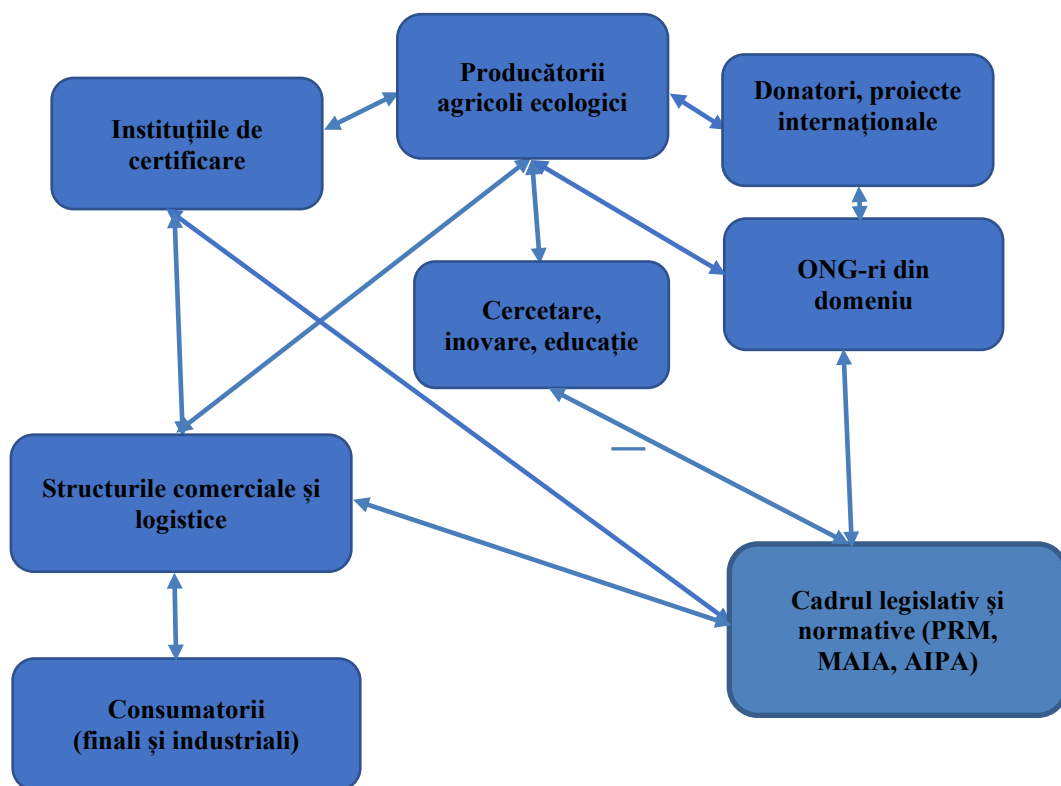 Producătorii
agricoli ecologici
Donatori, proiecte
internaționale
Instituțiile de
certificare
ONG-ri din
domeniu
Cercetare,
inovare, educație
Structurile comerciale și
logistice
Cadrul legislativ și
normative (PRM,
MAIA, AIPA)
Consumatorii
(finali și industriali)